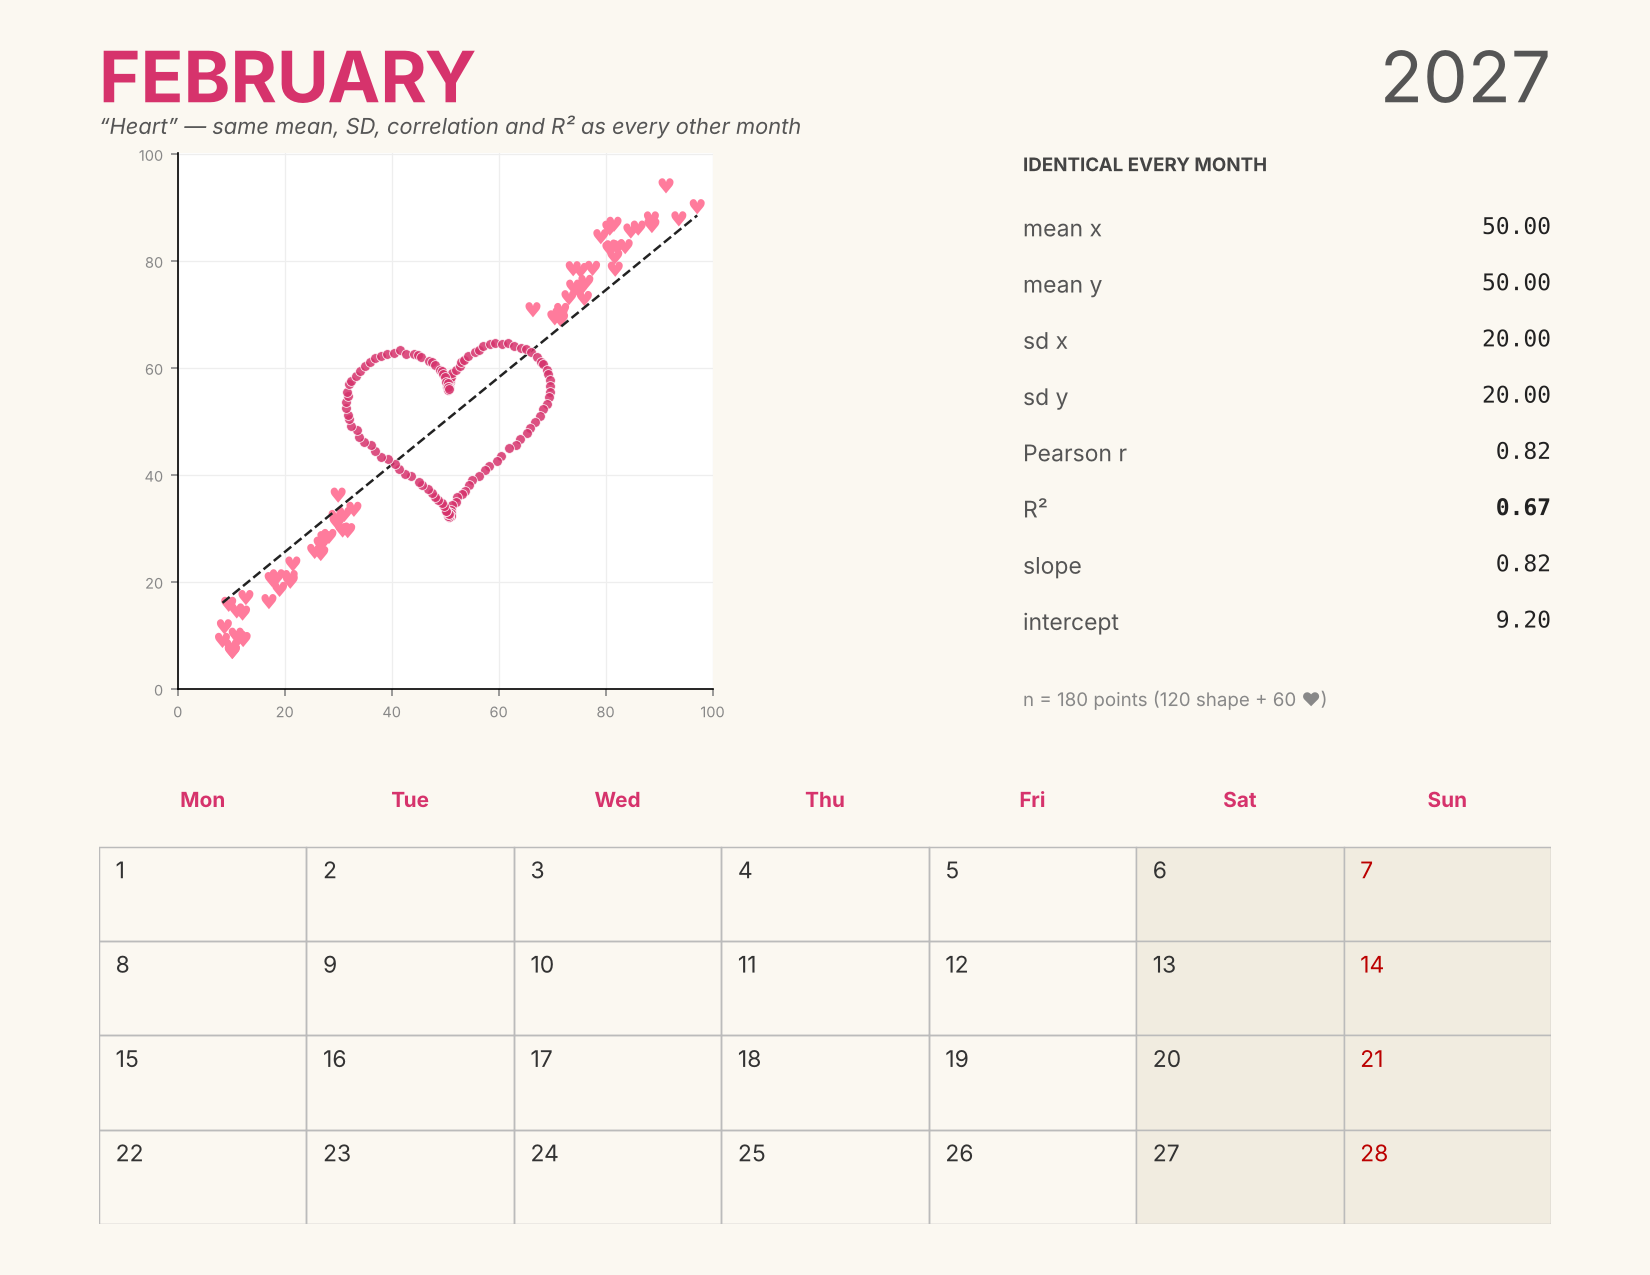 FEBRUARY 2027
“Heart” — same mean, SD, correlation and R² as every other month
100
80
60
40
20
0
0 20 40 60 80 100
IDENTICAL EVERY MONTH
mean x 50.00
mean y 50.00
sd x 20.00
sd y 20.00
Pearson r 0.82
R² 0.67
slope 0.82
intercept 9.20
n = 180 points (120 shape + 60 ♥)
Mon Tue Wed Thu Fri Sat Sun
1 2 3 4 5 6 7
8 9 10 11 12 13 14
15 16 17 18 19 20 21
22 23 24 25 26 27 28